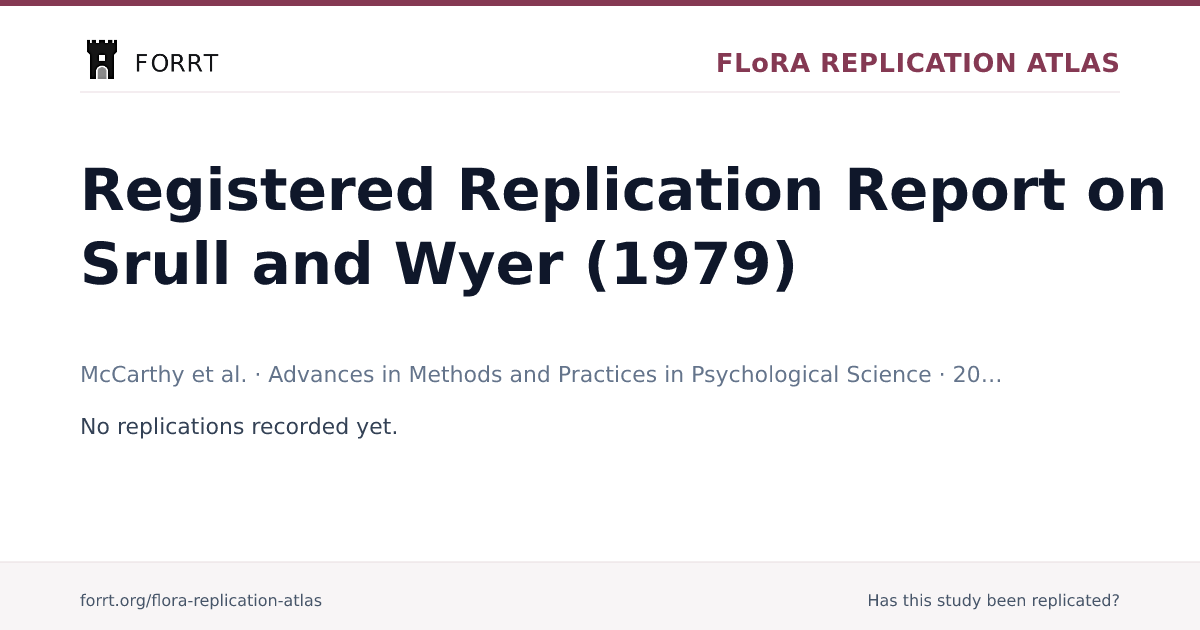 FORRT
FLoRA REPLICATION ATLAS
Registered Replication Report on
Srull and Wyer (1979)
McCarthy et al. · Advances in Methods and Practices in Psychological Science · 20…
No replications recorded yet.
forrt.org/flora-replication-atlas
Has this study been replicated?